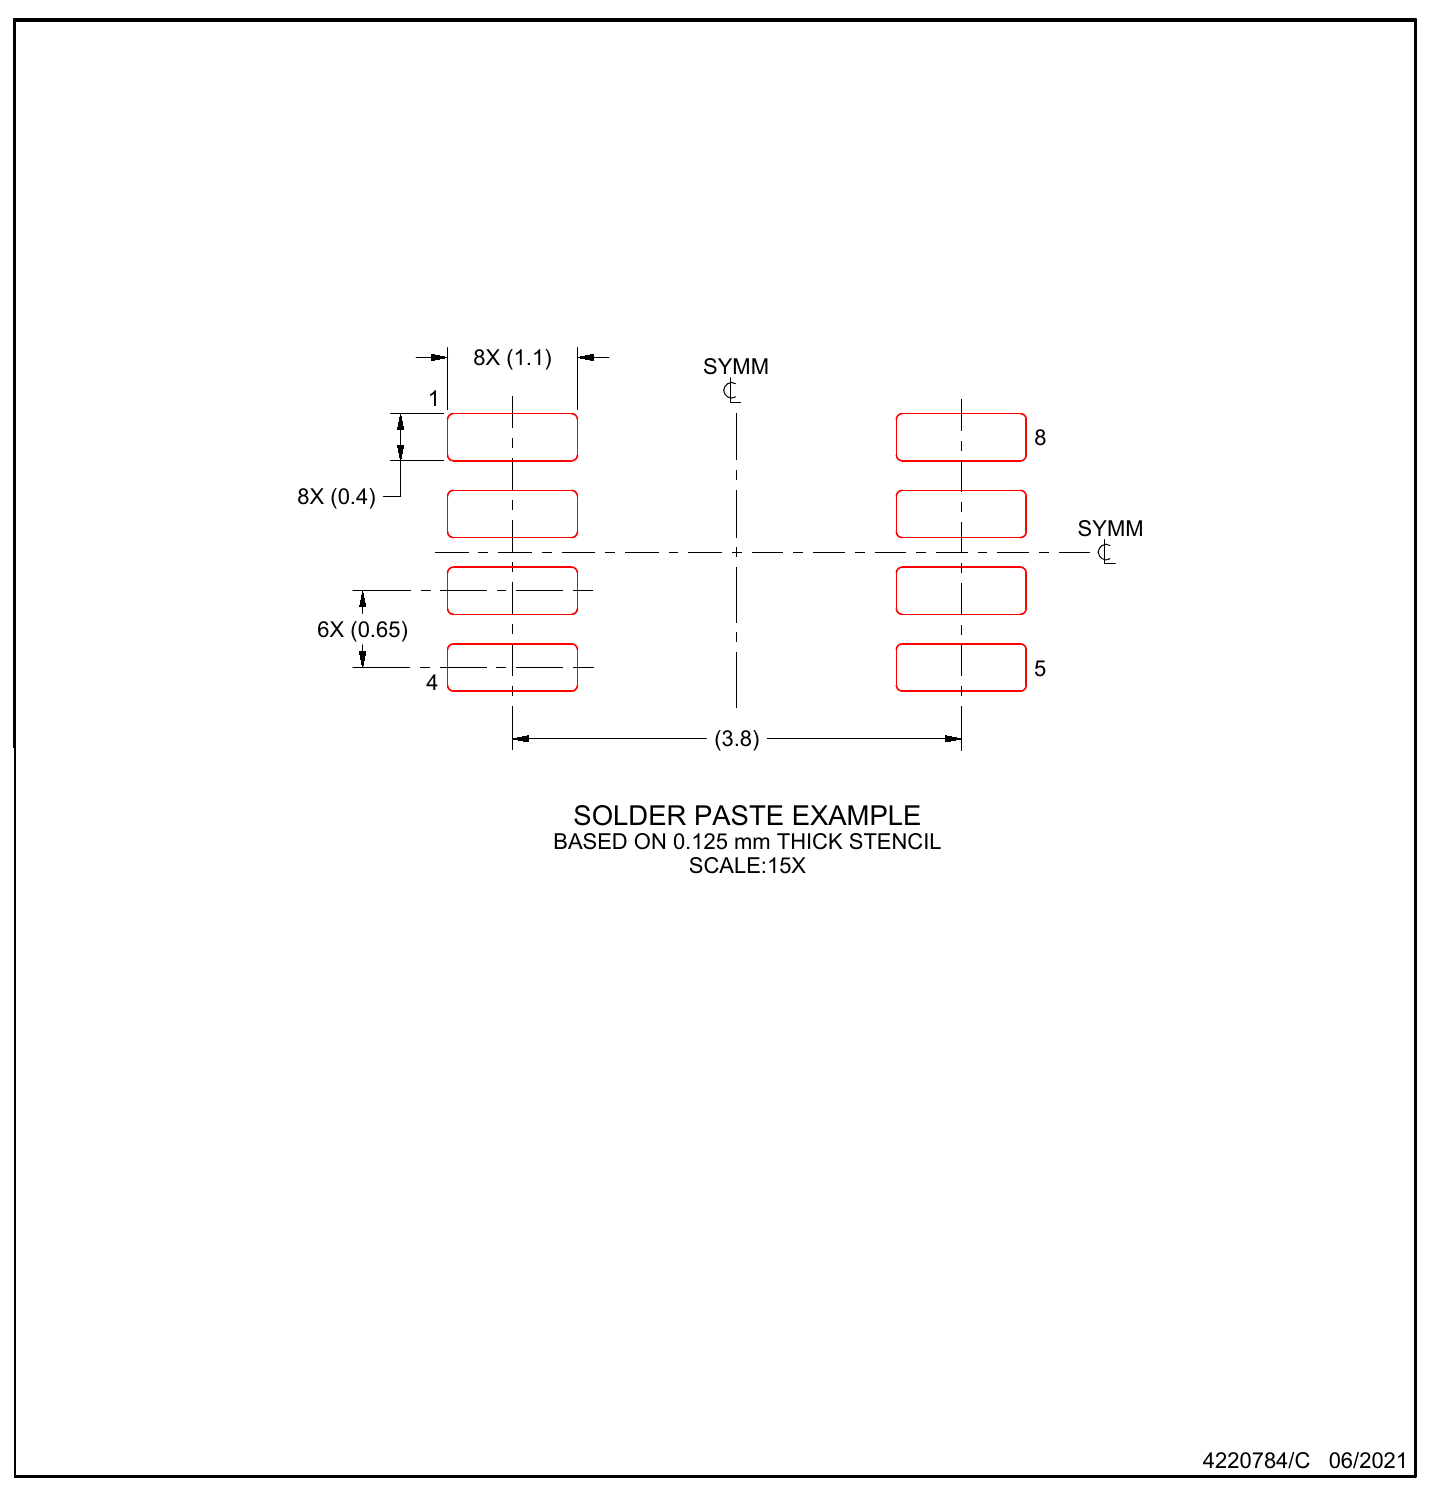 8X (1.1)
SYMM
1
8
8X (0.4)
SYMM
6X (0.65)
4
5
(3.8)
SOLDER PASTE EXAMPLE
BASED ON 0.125 mm THICK STENCIL
SCALE:15X
4220784/C 06/2021